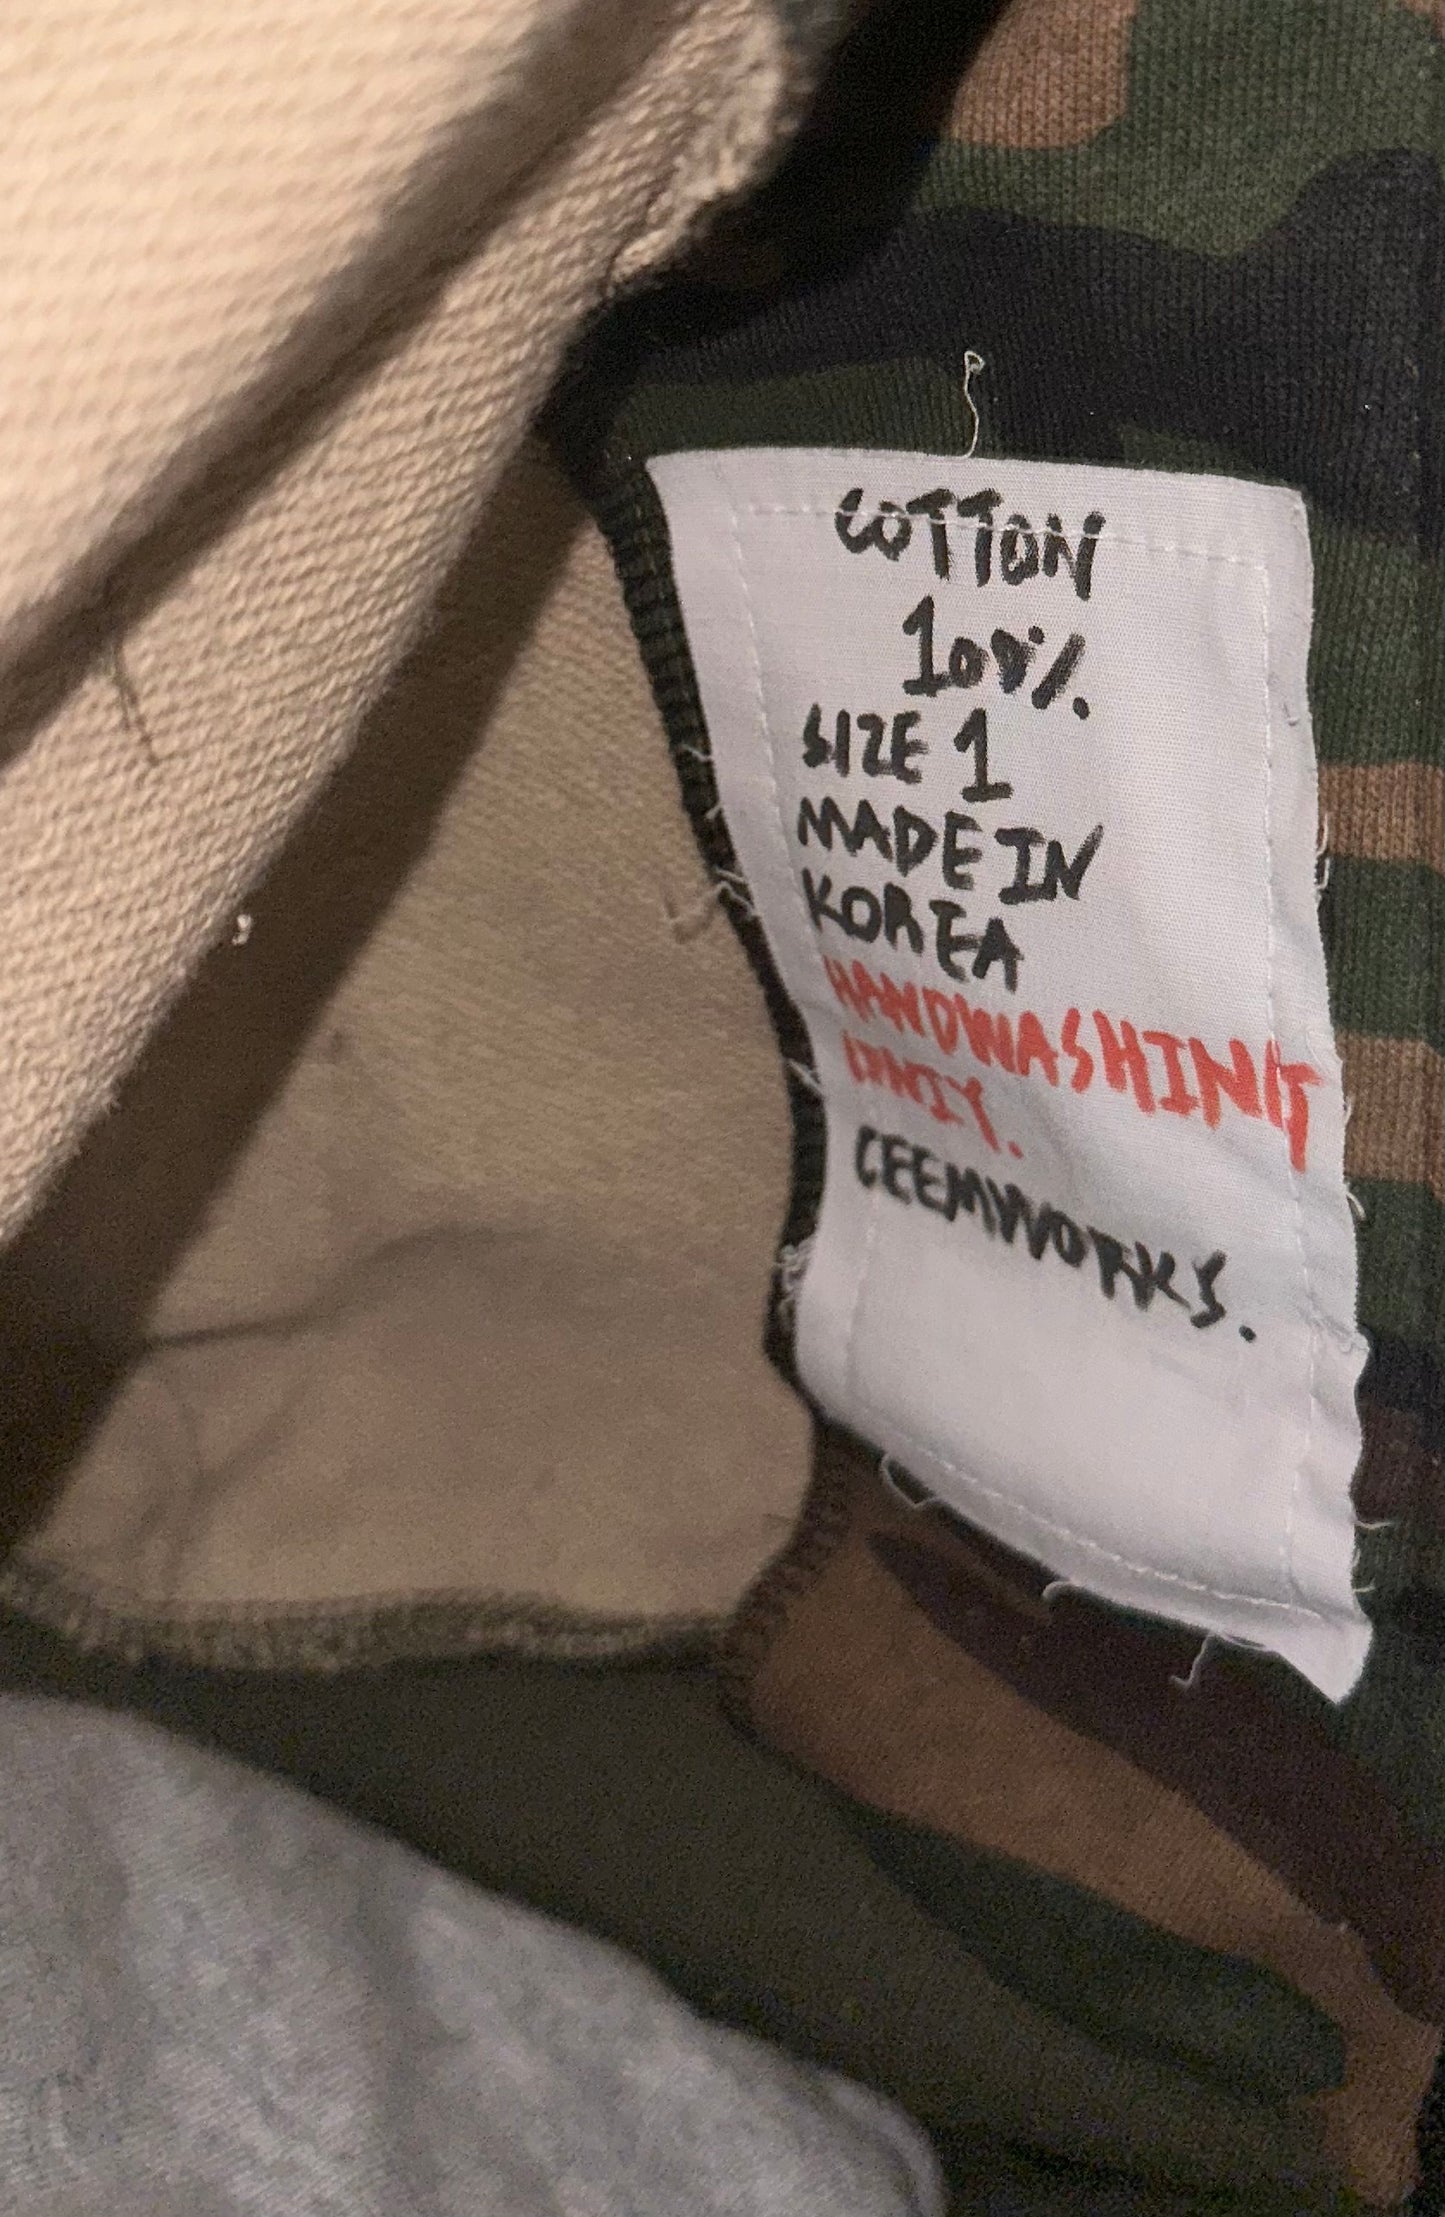 COTTON
100%
SIZE 1
MADE IN
KOREA
HANDWASHING
ONLY.
CEEMWORKS.